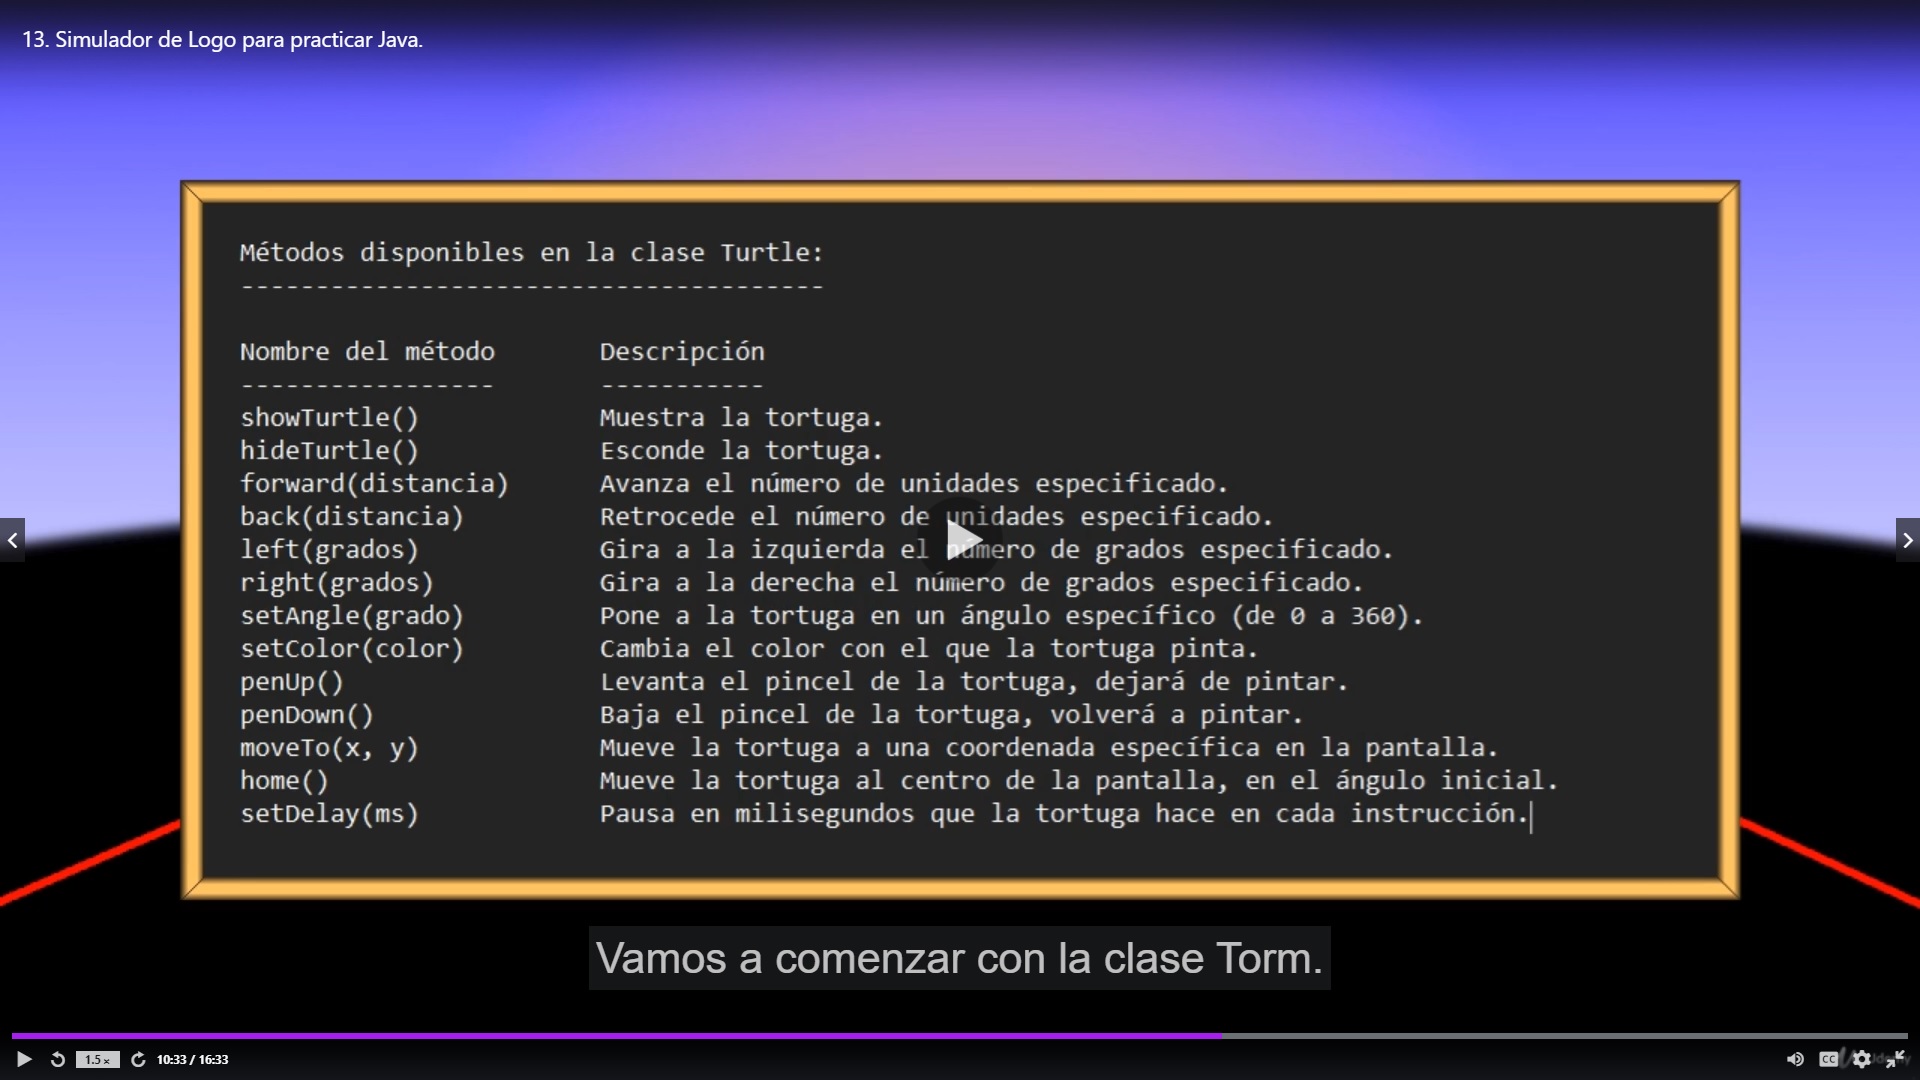 13. Simulador de Logo para practicar Java.
Métodos disponibles en la clase Turtle:
---------------------------------------
Nombre del método Descripción
----------------- -----------
showTurtle() Muestra la tortuga.
hideTurtle() Esconde la tortuga.
forward(distancia) Avanza el número de unidades especificado.
back(distancia) Retrocede el número de unidades especificado.
left(grados) Gira a la izquierda el número de grados especificado.
right(grados) Gira a la derecha el número de grados especificado.
setAngle(grado) Pone a la tortuga en un ángulo específico (de 0 a 360).
setColor(color) Cambia el color con el que la tortuga pinta.
penUp() Levanta el pincel de la tortuga, dejará de pintar.
penDown() Baja el pincel de la tortuga, volverá a pintar.
moveTo(x, y) Mueve la tortuga a una coordenada específica en la pantalla.
home() Mueve la tortuga al centro de la pantalla, en el ángulo inicial.
setDelay(ms) Pausa en milisegundos que la tortuga hace en cada instrucción.
Vamos a comenzar con la clase Torm.
1.5 x 10:33 / 16:33 CC